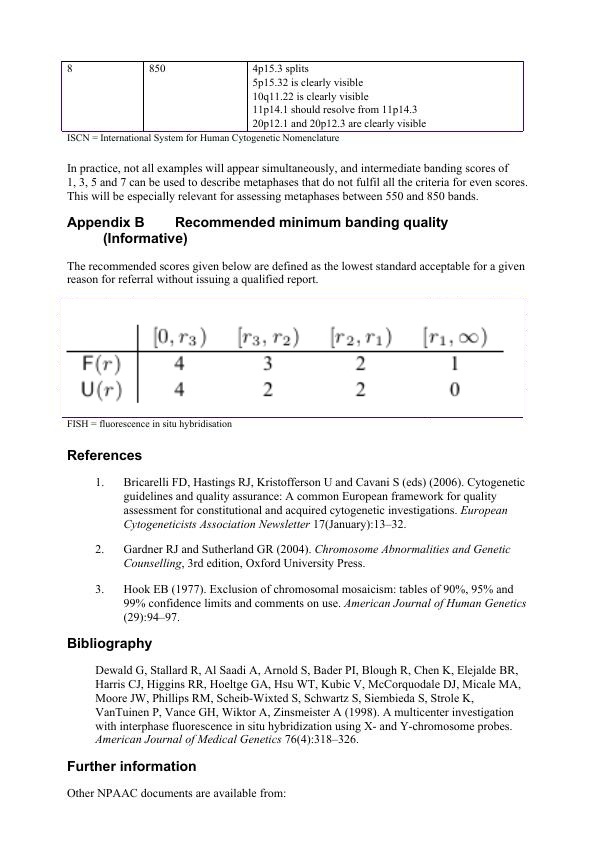 8 850 4p15.3 splits
5p15.32 is clearly visible
10q11.22 is clearly visible
11p14.1 should resolve from 11p14.3
20p12.1 and 20p12.3 are clearly visible
ISCN = International System for Human Cytogenetic Nomenclature
In practice, not all examples will appear simultaneously, and intermediate banding scores of
1, 3, 5 and 7 can be used to describe metaphases that do not fulfil all the criteria for even scores.
This will be especially relevant for assessing metaphases between 550 and 850 bands.
Appendix B Recommended minimum banding quality
(Informative)
The recommended scores given below are defined as the lowest standard acceptable for a given
reason for referral without issuing a qualified report.
[0, r₃) [r₃, r₂) [r₂, r₁) [r₁, ∞)
F(r) 4 3 2 1
U(r) 4 2 2 0
FISH = fluorescence in situ hybridisation
References
1. Bricarelli FD, Hastings RJ, Kristofferson U and Cavani S (eds) (2006). Cytogenetic
guidelines and quality assurance: A common European framework for quality
assessment for constitutional and acquired cytogenetic investigations. European
Cytogeneticists Association Newsletter 17(January):13–32.
2. Gardner RJ and Sutherland GR (2004). Chromosome Abnormalities and Genetic
Counselling, 3rd edition, Oxford University Press.
3. Hook EB (1977). Exclusion of chromosomal mosaicism: tables of 90%, 95% and
99% confidence limits and comments on use. American Journal of Human Genetics
(29):94–97.
Bibliography
Dewald G, Stallard R, Al Saadi A, Arnold S, Bader PI, Blough R, Chen K, Elejalde BR,
Harris CJ, Higgins RR, Hoeltge GA, Hsu WT, Kubic V, McCorquodale DJ, Micale MA,
Moore JW, Phillips RM, Scheib-Wixted S, Schwartz S, Siembieda S, Strole K,
VanTuinen P, Vance GH, Wiktor A, Zinsmeister A (1998). A multicenter investigation
with interphase fluorescence in situ hybridization using X- and Y-chromosome probes.
American Journal of Medical Genetics 76(4):318–326.
Further information
Other NPAAC documents are available from: